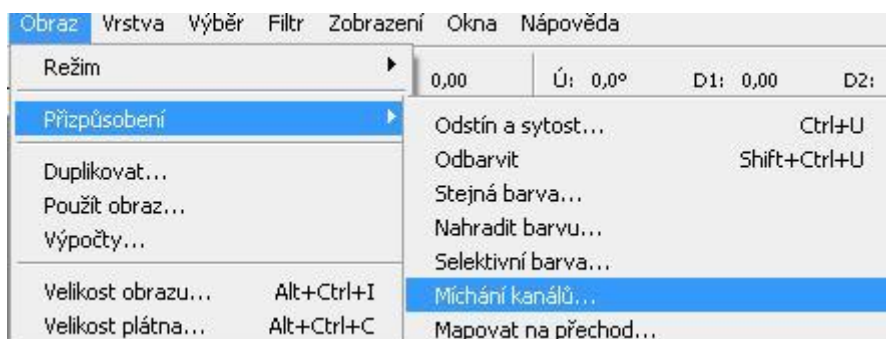 Obraz Vrstva Výběr Filtr Zobrazení Okna Nápověda
0,00 Ú: 0,0° D1: 0,00 D2:
Režim
Přizpůsobení
Duplikovat...
Použít obraz...
Výpočty...
Velikost obrazu... Alt+Ctrl+I
Velikost plátna... Alt+Ctrl+C
Odstín a sytost... Ctrl+U
Odbarvit Shift+Ctrl+U
Stejná barva...
Nahradit barvu...
Selektivní barva...
Míchání kanálů...
Mapovat na přechod...